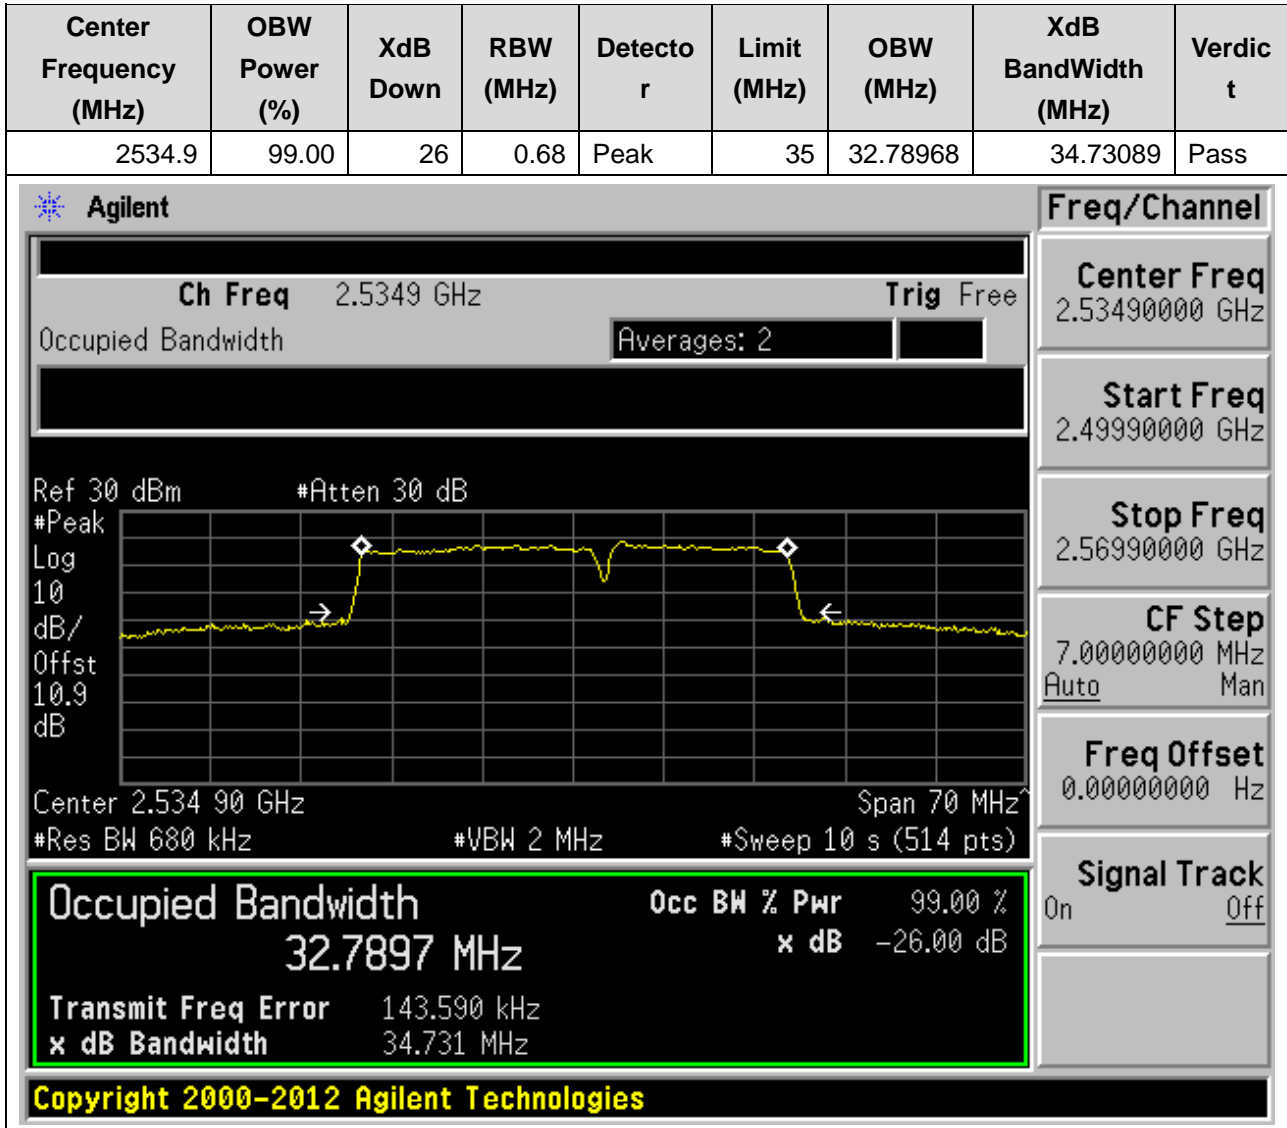 Center Frequency (MHz) OBW Power (%) XdB Down RBW (MHz) Detecto r Limit (MHz) OBW (MHz) XdB BandWidth (MHz) Verdic t
2534.9 99.00 26 0.68 Peak 35 32.78968 34.73089 Pass
Agilent
Freq/Channel
Ch Freq 2.5349 GHz Trig Free
Occupied Bandwidth Averages: 2
Ref 30 dBm #Atten 30 dB
#Peak
Log
10
dB/
Offst
10.9
dB
Center 2.534 90 GHz Span 70 MHz^
#Res BW 680 kHz #VBW 2 MHz #Sweep 10 s (514 pts)
Occupied Bandwidth Occ BW % Pwr 99.00 %
32.7897 MHz x dB -26.00 dB
Transmit Freq Error 143.590 kHz
x dB Bandwidth 34.731 MHz
Center Freq
2.53490000 GHz
Start Freq
2.49990000 GHz
Stop Freq
2.56990000 GHz
CF Step
7.00000000 MHz
Auto Man
Freq Offset
0.00000000 Hz
Signal Track
On Off
Copyright 2000-2012 Agilent Technologies